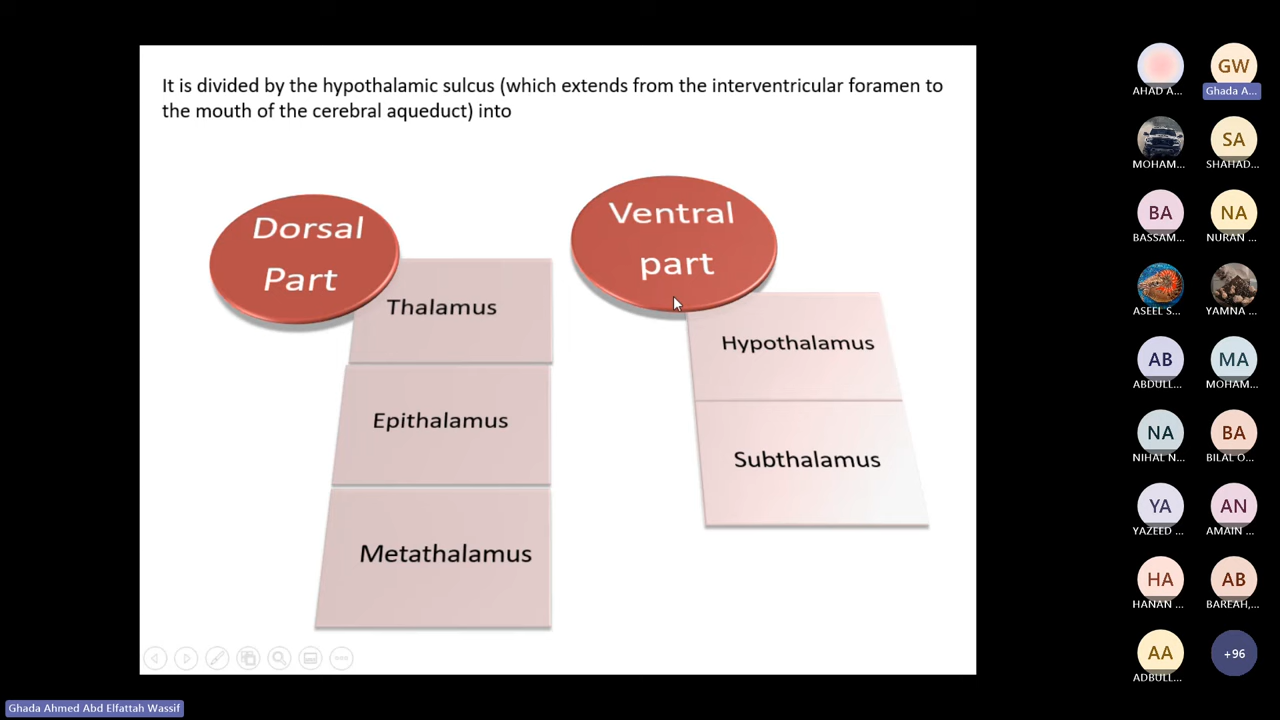 It is divided by the hypothalamic sulcus (which extends from the interventricular foramen to
the mouth of the cerebral aqueduct) into
Dorsal
Part
Thalamus
Epithalamus
Metathalamus
Ventral
part
Hypothalamus
Subthalamus
AHAD A...
GW
Ghada A...
MOHAM...
SA
SHAHAD...
BA
BASSAM...
NA
NURAN ...
ASEEL S...
YAMNA ...
AB
ABDULL...
MA
MOHAM...
NA
NIHAL N...
BA
BILAL O...
YA
YAZEED ...
AN
AMAIN ...
HA
HANAN ...
AB
BAREAH,...
AA
ADBULL...
+96
Ghada Ahmed Abd Elfattah Wassif